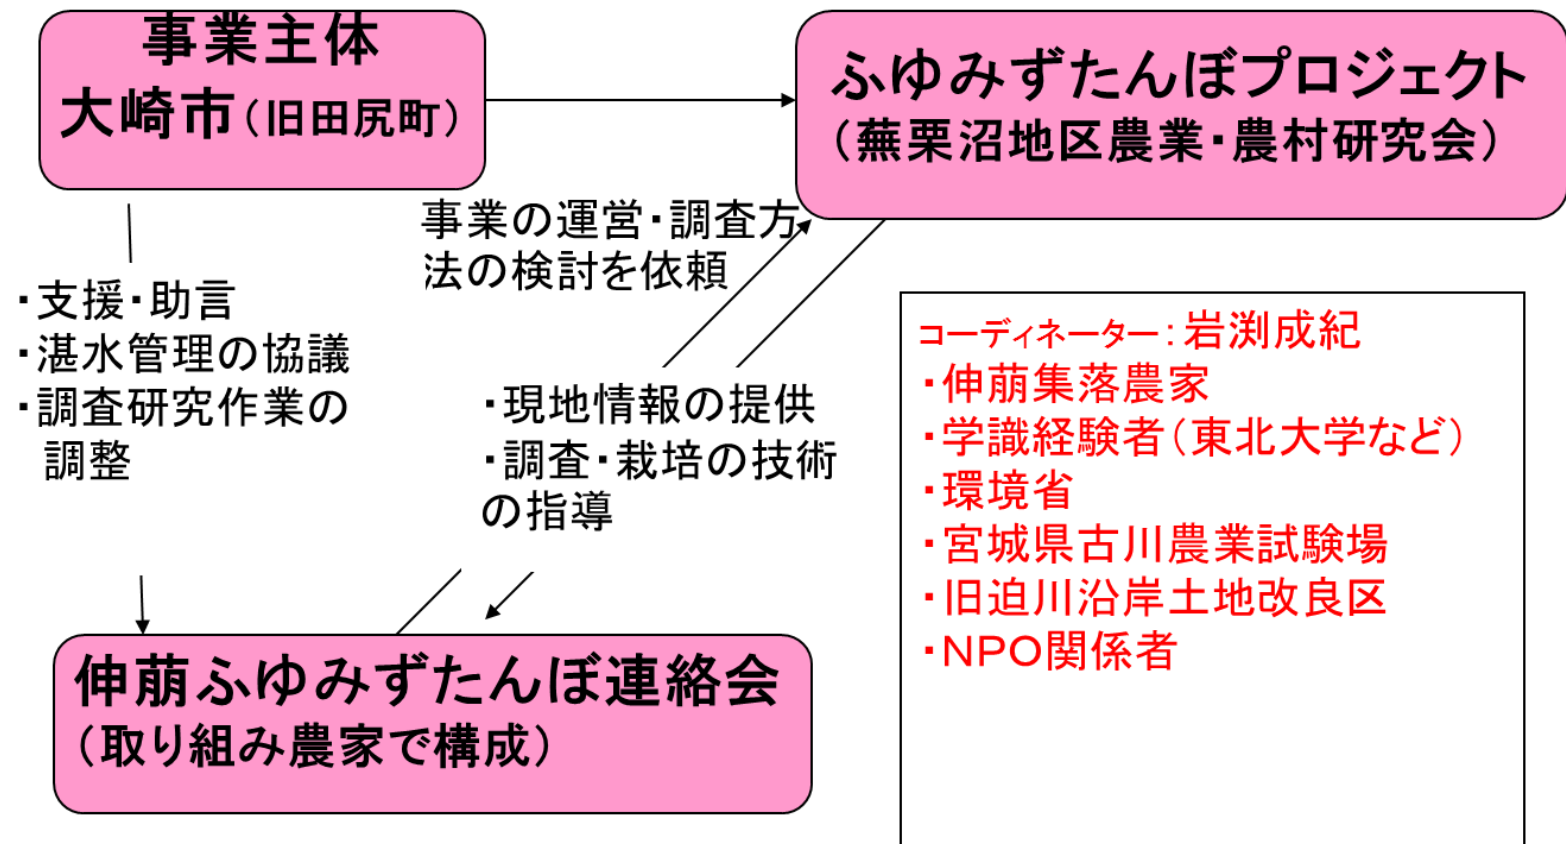 事業主体
大崎市（旧田尻町）
ふゆみずたんぼプロジェクト
（蕪栗沼地区農業・農村研究会）
事業の運営・調査方
法の検討を依頼
・支援・助言
・湛水管理の協議
・調査研究作業の
調整
・現地情報の提供
・調査・栽培の技術
の指導
コーディネーター：岩渕成紀
・伸萠集落農家
・学識経験者（東北大学など）
・環境省
・宮城県古川農業試験場
・旧迫川沿岸土地改良区
・NPO関係者
伸萠ふゆみずたんぼ連絡会
（取り組み農家で構成）